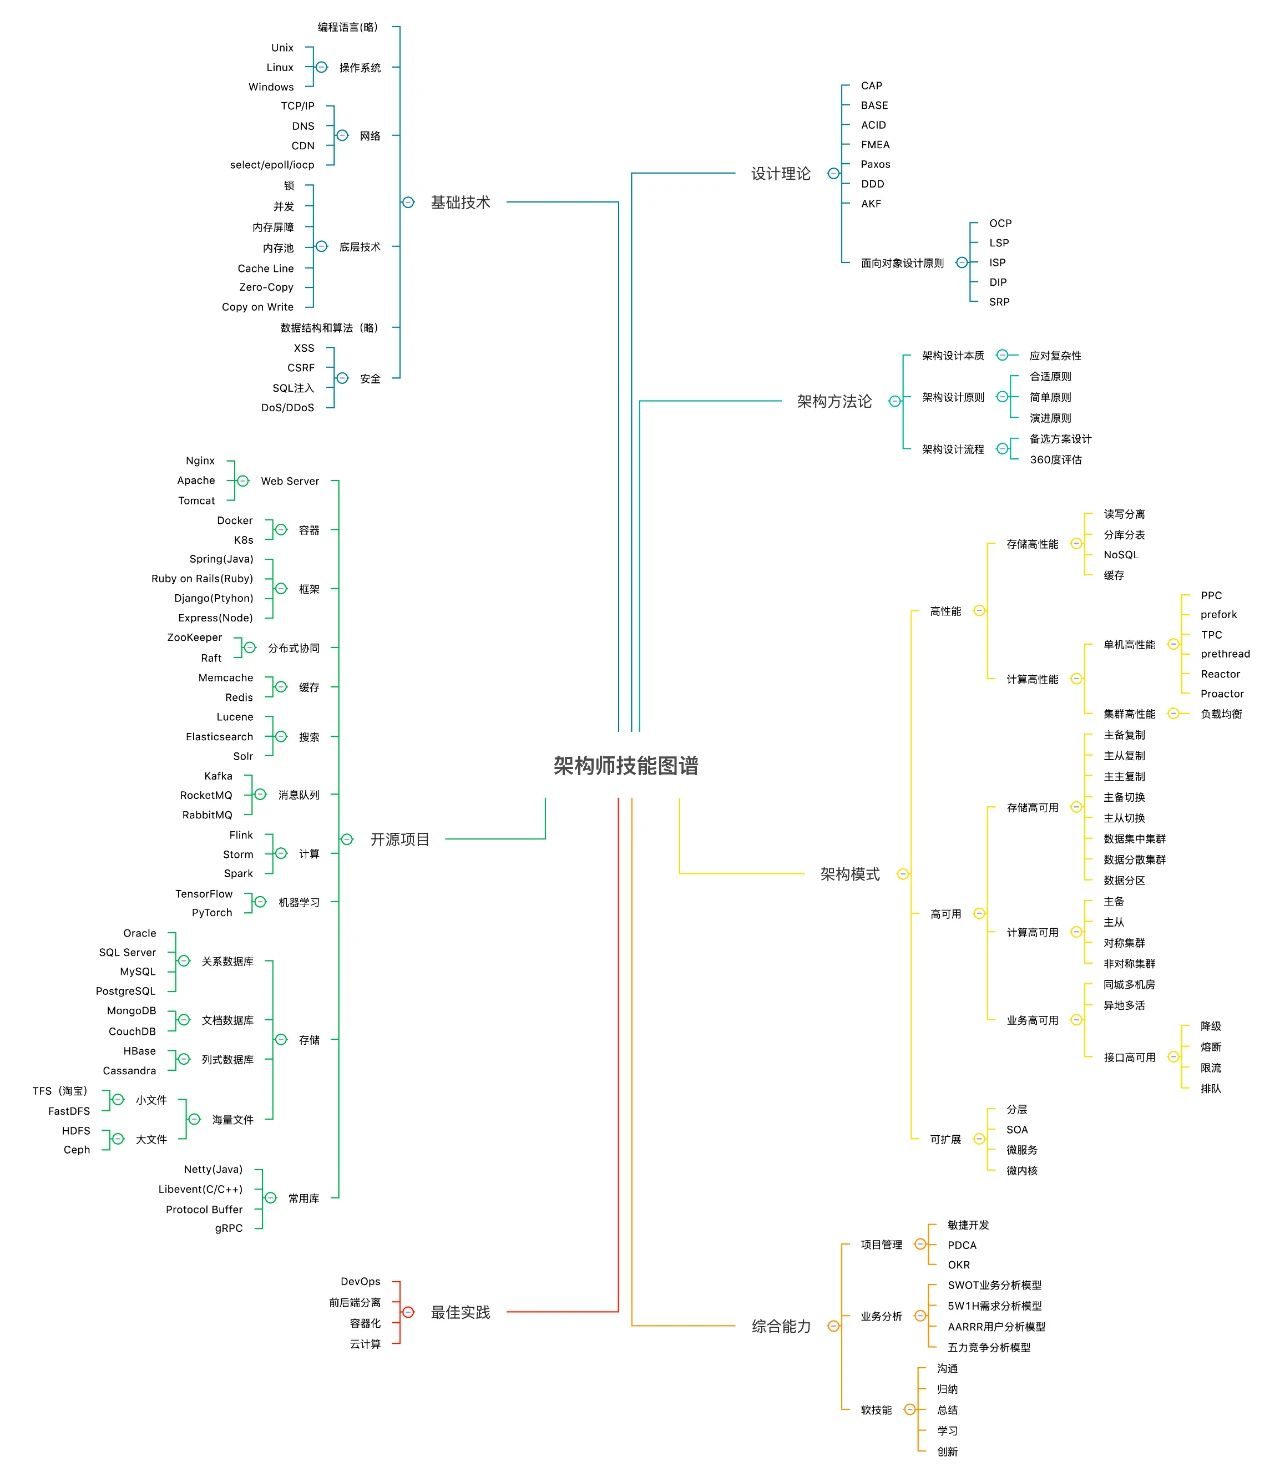 架构师技能图谱
基础技术
编程语言(略)
操作系统
Unix
Linux
Windows
网络
TCP/IP
DNS
CDN
select/epoll/iocp
底层技术
锁
并发
内存屏障
内存池
Cache Line
Zero-Copy
Copy on Write
数据结构和算法（略）
安全
XSS
CSRF
SQL注入
DoS/DDoS
开源项目
Web Server
Nginx
Apache
Tomcat
容器
Docker
K8s
框架
Spring(Java)
Ruby on Rails(Ruby)
Django(Ptyhon)
Express(Node)
分布式协同
ZooKeeper
Raft
缓存
Memcache
Redis
搜索
Lucene
Elasticsearch
Solr
消息队列
Kafka
RocketMQ
RabbitMQ
计算
Flink
Storm
Spark
机器学习
TensorFlow
PyTorch
存储
关系数据库
Oracle
SQL Server
MySQL
PostgreSQL
文档数据库
MongoDB
CouchDB
列式数据库
HBase
Cassandra
海量文件
小文件
TFS（淘宝）
FastDFS
大文件
HDFS
Ceph
常用库
Netty(Java)
Libevent(C/C++)
Protocol Buffer
gRPC
最佳实践
DevOps
前后端分离
容器化
云计算
设计理论
CAP
BASE
ACID
FMEA
Paxos
DDD
AKF
面向对象设计原则
OCP
LSP
ISP
DIP
SRP
架构方法论
架构设计本质
应对复杂性
架构设计原则
合适原则
简单原则
演进原则
架构设计流程
备选方案设计
360度评估
架构模式
高性能
存储高性能
读写分离
分库分表
NoSQL
缓存
计算高性能
单机高性能
PPC
prefork
TPC
prethread
Reactor
Proactor
集群高性能
负载均衡
高可用
存储高可用
主备复制
主从复制
主主复制
主备切换
主从切换
数据集中集群
数据分散集群
数据分区
计算高可用
主备
主从
对称集群
非对称集群
业务高可用
同城多机房
异地多活
接口高可用
降级
熔断
限流
排队
可扩展
分层
SOA
微服务
微内核
综合能力
项目管理
敏捷开发
PDCA
OKR
业务分析
SWOT业务分析模型
5W1H需求分析模型
AARRR用户分析模型
五力竞争分析模型
软技能
沟通
归纳
总结
学习
创新